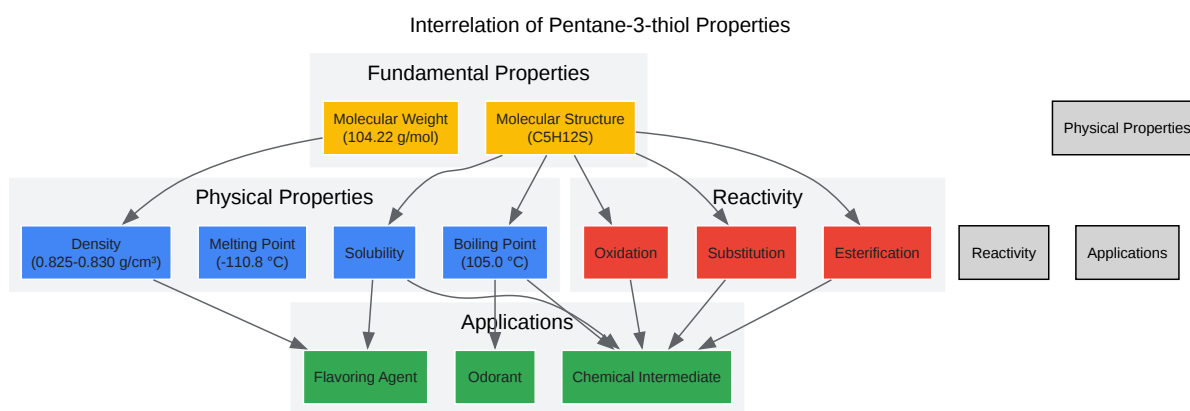 Interrelation of Pentane-3-thiol Properties
Fundamental Properties
Molecular Weight
(104.22 g/mol)
Molecular Structure
(C5H12S)
Physical Properties
Physical Properties
Reactivity
Density
(0.825-0.830 g/cm³)
Melting Point
(-110.8 °C)
Solubility
Boiling Point
(105.0 °C)
Oxidation
Substitution
Esterification
Reactivity
Applications
Applications
Flavoring Agent
Odorant
Chemical Intermediate